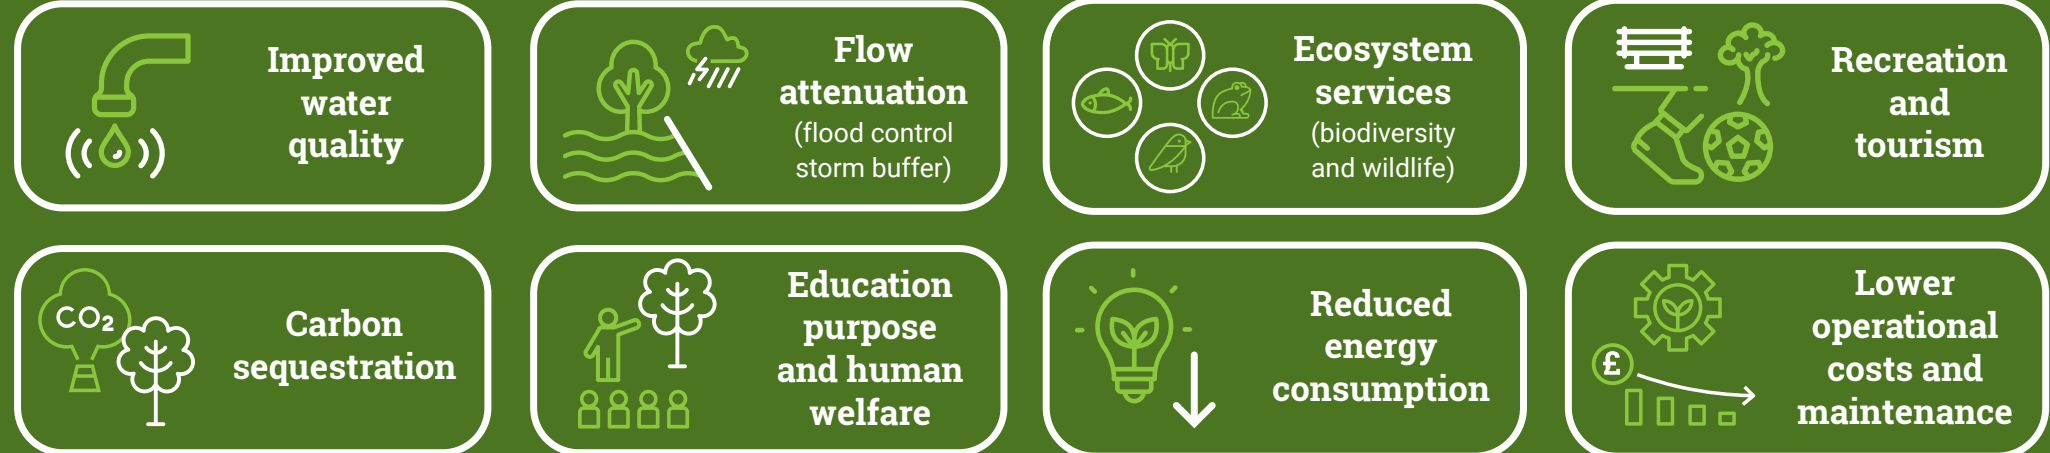 Improved
water
quality
Flow
attenuation
(flood control
storm buffer)
Ecosystem
services
(biodiversity
and wildlife)
Recreation
and
tourism
CO₂
Carbon
sequestration
Education
purpose
and human
welfare
Reduced
energy
consumption
£
Lower
operational
costs and
maintenance